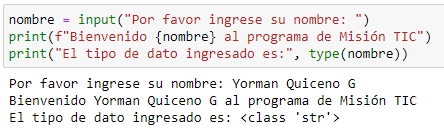 nombre = input("Por favor ingrese su nombre: ")
print(f"Bienvenido {nombre} al programa de Misión TIC")
print("El tipo de dato ingresado es:", type(nombre))
Por favor ingrese su nombre: Yorman Quiceno G
Bienvenido Yorman Quiceno G al programa de Misión TIC
El tipo de dato ingresado es: <class 'str'>